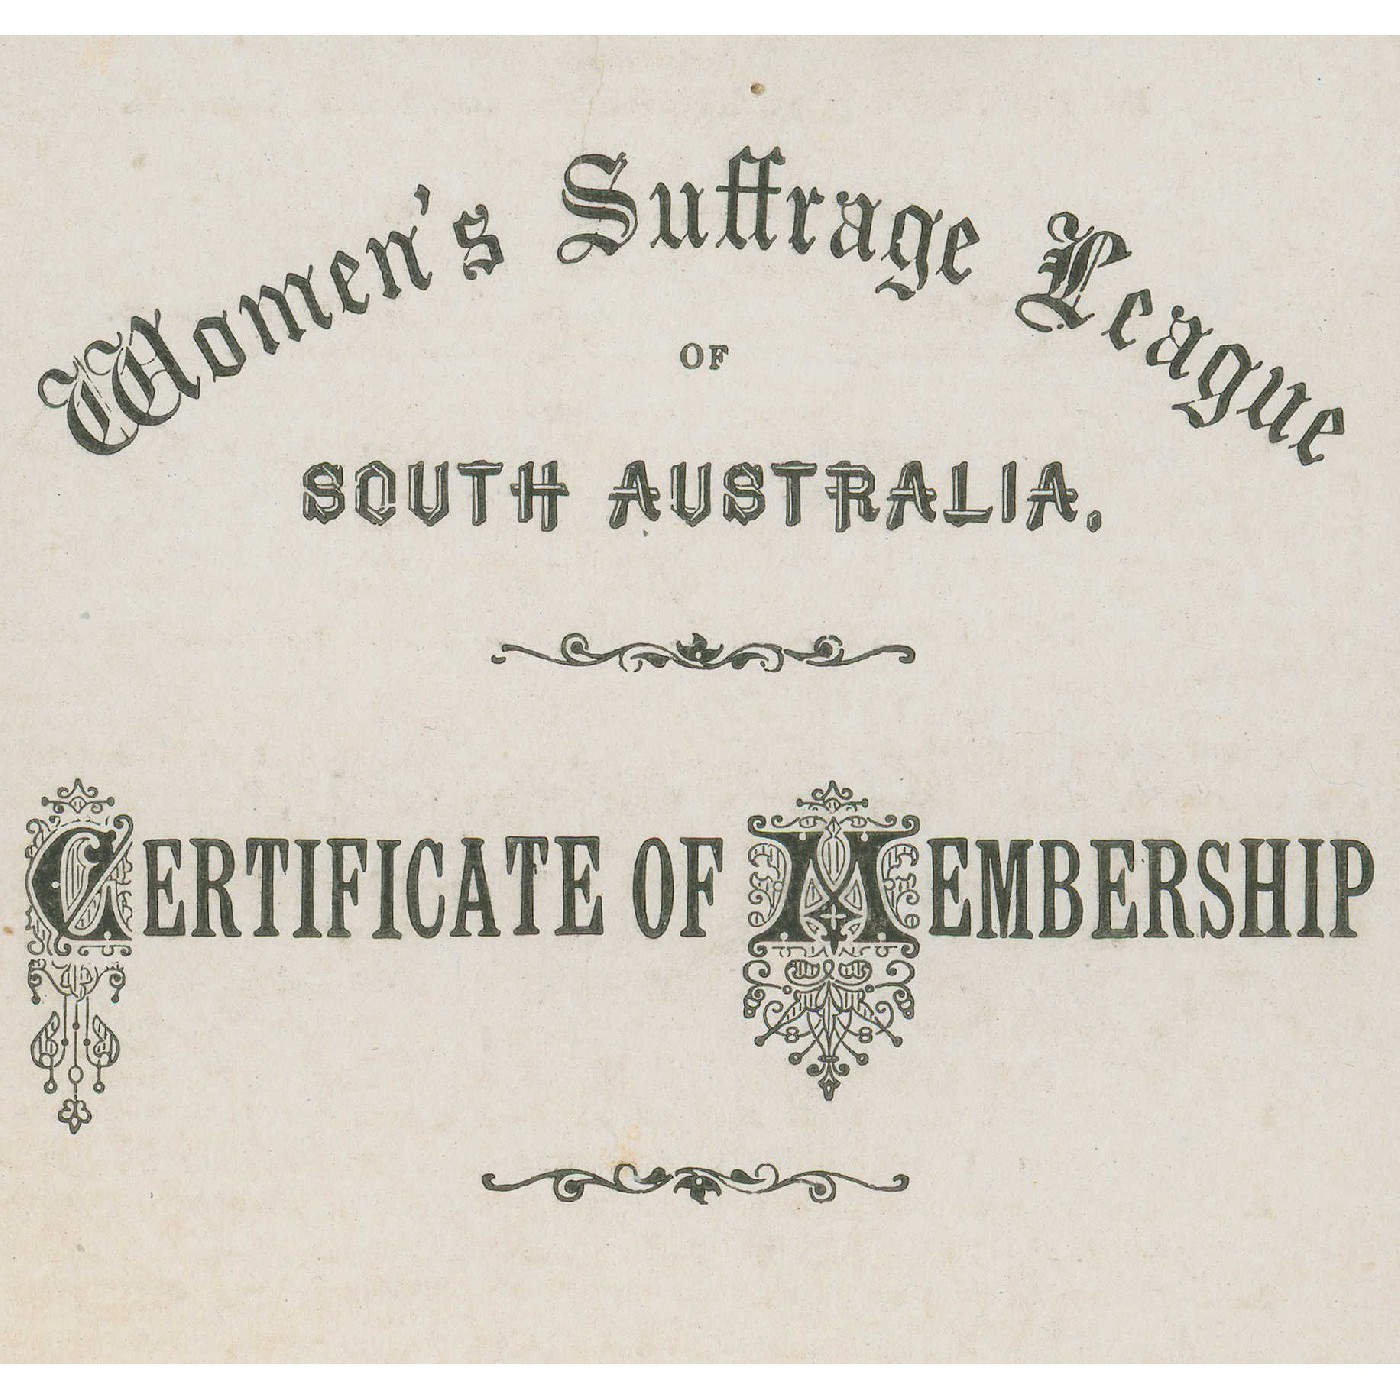 Women's Suffrage League
OF
SOUTH AUSTRALIA.
CERTIFICATE OF MEMBERSHIP